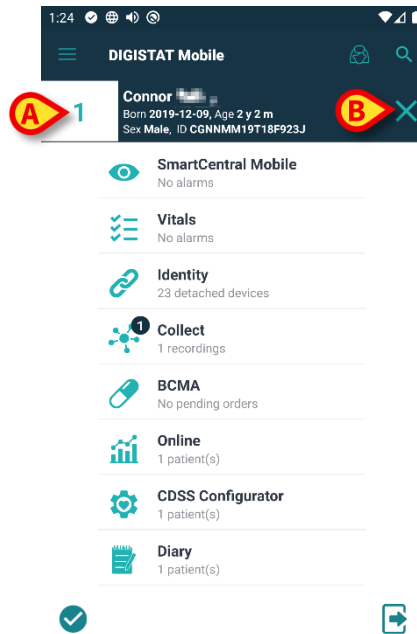 1:24
DIGISTAT Mobile
A
1
Connor
B
Born 2019-12-09, Age 2 y 2 m
Sex Male, ID CGNNMM19T18F923J
SmartCentral Mobile
No alarms
Vitals
No alarms
Identity
23 detached devices
1
Collect
1 recordings
BCMA
No pending orders
Online
1 patient(s)
CDSS Configurator
1 patient(s)
Diary
1 patient(s)